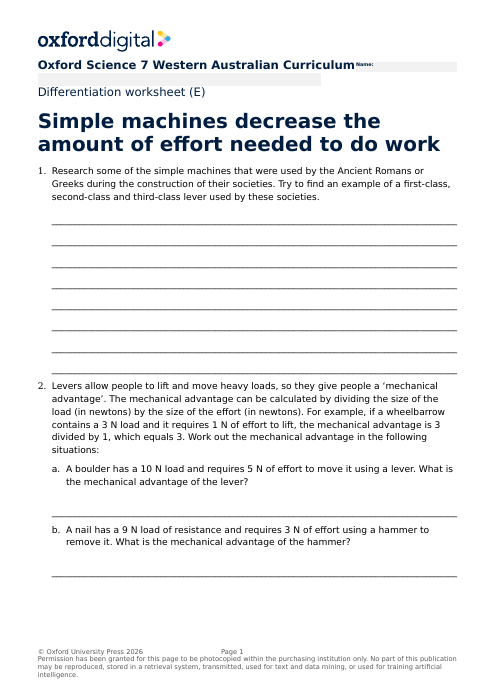 oxforddigital
Oxford Science 7 Western Australian Curriculum Name:
Differentiation worksheet (E)
Simple machines decrease the
amount of effort needed to do work
1. Research some of the simple machines that were used by the Ancient Romans or
Greeks during the construction of their societies. Try to find an example of a first-class,
second-class and third-class lever used by these societies.
2. Levers allow people to lift and move heavy loads, so they give people a ‘mechanical
advantage’. The mechanical advantage can be calculated by dividing the size of the
load (in newtons) by the size of the effort (in newtons). For example, if a wheelbarrow
contains a 3 N load and it requires 1 N of effort to lift, the mechanical advantage is 3
divided by 1, which equals 3. Work out the mechanical advantage in the following
situations:
a. A boulder has a 10 N load and requires 5 N of effort to move it using a lever. What is
the mechanical advantage of the lever?
b. A nail has a 9 N load of resistance and requires 3 N of effort using a hammer to
remove it. What is the mechanical advantage of the hammer?
© Oxford University Press 2026 Page 1
Permission has been granted for this page to be photocopied within the purchasing institution only. No part of this publication
may be reproduced, stored in a retrieval system, transmitted, used for text and data mining, or used for training artificial
intelligence.